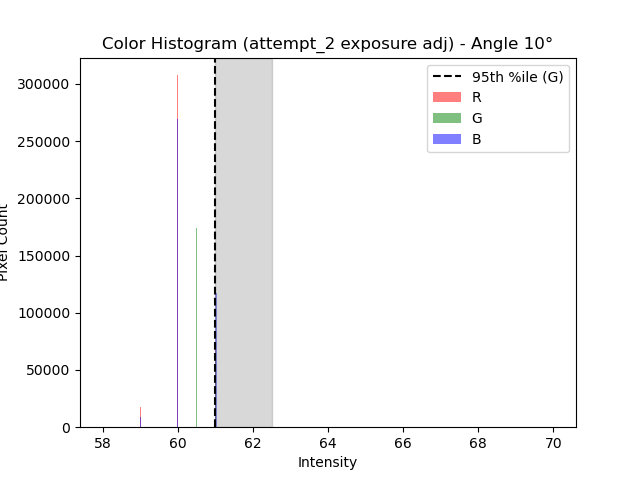 Color Histogram (attempt_2 exposure adj) - Angle 10°
300000
250000
200000
150000
100000
50000
0
Pixel Count
58
60
62
64
66
68
70
Intensity
95th %ile (G)
R
G
B